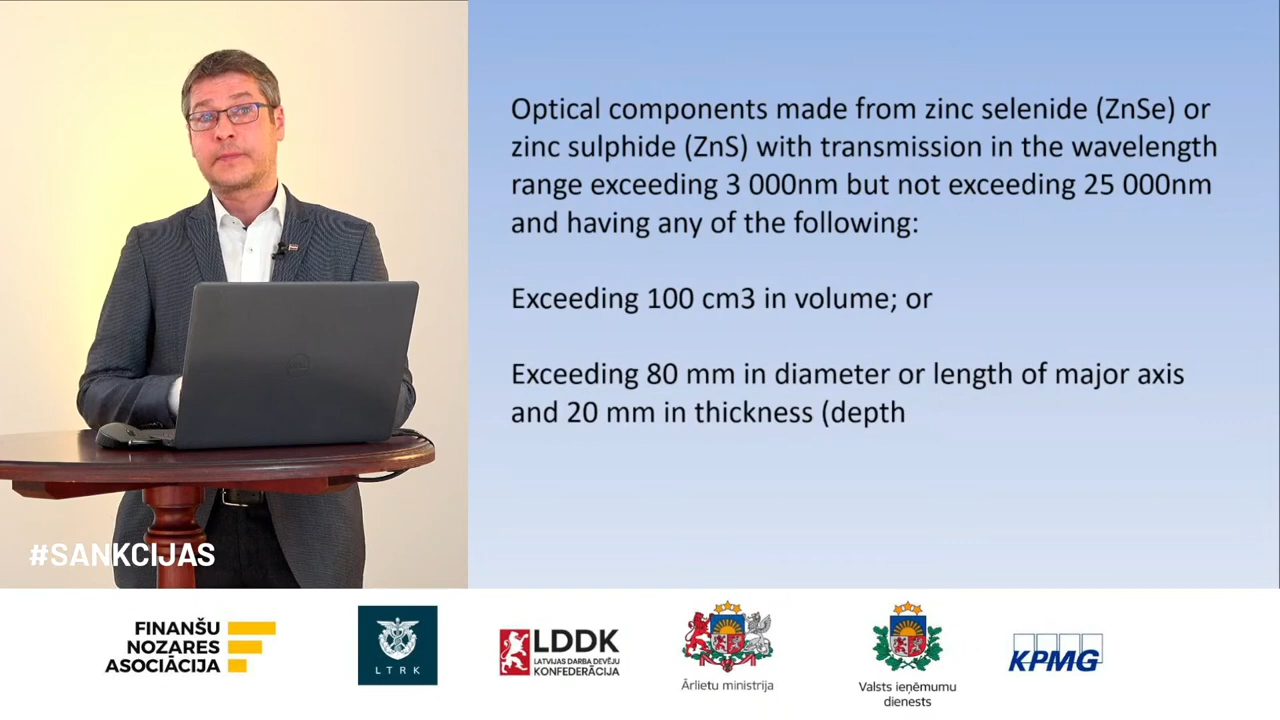 Optical components made from zinc selenide (ZnSe) or
zinc sulphide (ZnS) with transmission in the wavelength
range exceeding 3 000nm but not exceeding 25 000nm
and having any of the following:
Exceeding 100 cm3 in volume; or
Exceeding 80 mm in diameter or length of major axis
and 20 mm in thickness (depth
#SANKCIJAS
FINANŠU
NOZARES
ASOCIĀCIJA
LTRK
LDDK
LATVIJAS DARBA DEVĒJU
KONFEDERĀCIJA
Ārlietu ministrija
Valsts ieņēmumu
dienests
KPMG